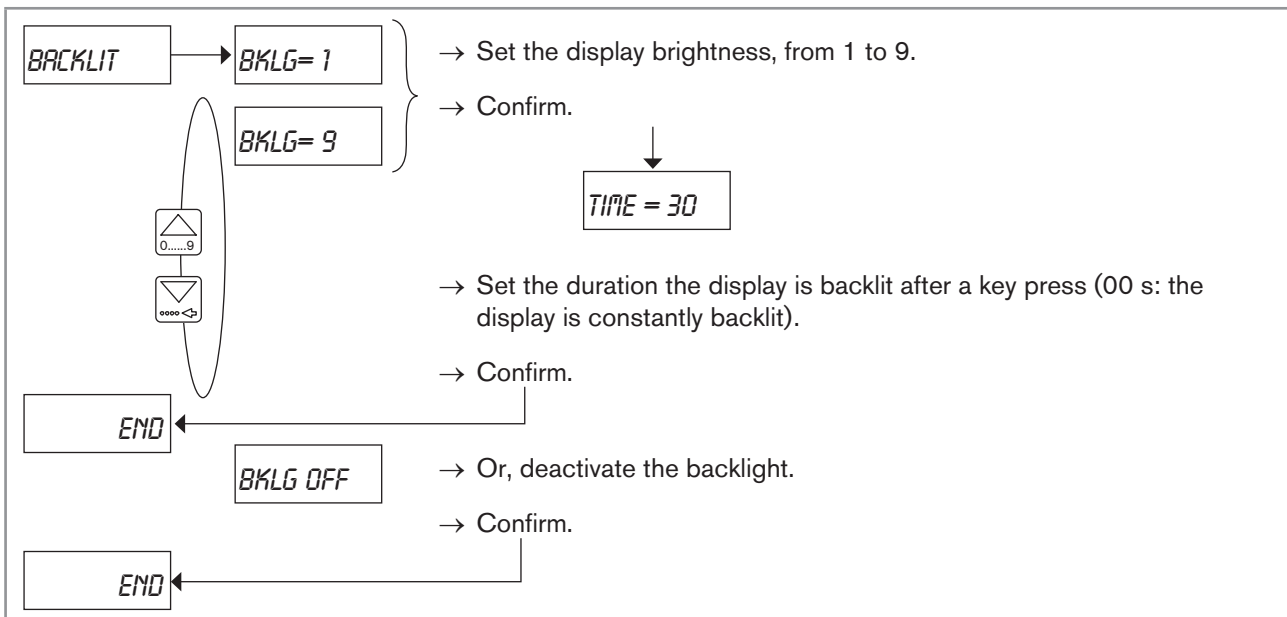 BACKLIT
BKLG= 1
→ Set the display brightness, from 1 to 9.
→ Confirm.
BKLG= 9
TIME = 30
0......9
→ Set the duration the display is backlit after a key press (00 s: the
display is constantly backlit).
→ Confirm.
END
BKLG OFF
→ Or, deactivate the backlight.
→ Confirm.
END